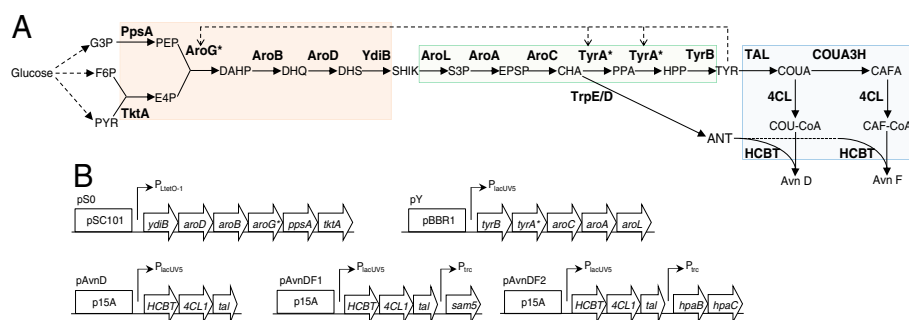 A
PpsA
G3P
PEP
AroG*
AroB
AroD
YdiB
AroL
AroA
AroC
TyrA*
TyrA*
TyrB
TAL
COUA3H
Glucose
F6P
DAHP
DHQ
DHS
SHIK
S3P
EPSP
CHA
PPA
HPP
TYR
COUA
CAFA
E4P
TrpE/D
4CL
4CL
PYR
TktA
COU-CoA
CAF-CoA
ANT
HCBT
HCBT
Avn D
Avn F
B
pS0
PLtetO-1
pSC101
ydiB
aroD
aroB
aroG*
ppsA
tktA
pY
PlacUV5
pBBR1
tyrB
tyrA*
aroC
aroA
aroL
pAvnD
PlacUV5
p15A
HCBT
4CL1
tal
pAvnDF1
PlacUV5
Ptrc
p15A
HCBT
4CL1
tal
sam5
pAvnDF2
PlacUV5
Ptrc
p15A
HCBT
4CL1
tal
hpaB
hpaC